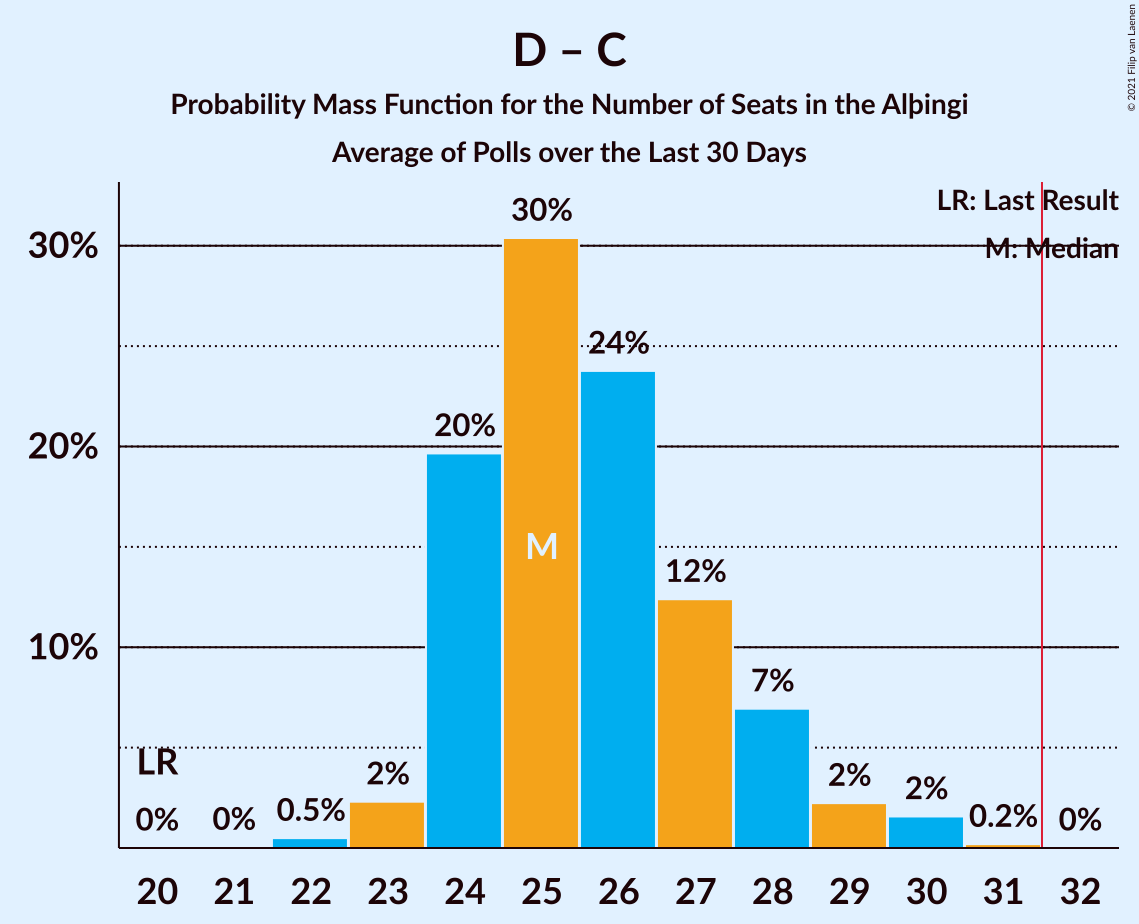 D – C
Probability Mass Function for the Number of Seats in the Alþingi
Average of Polls over the Last 30 Days
© 2021 Filip van Laenen
LR: Last Result
M: Median
30%
20%
10%
0%
0%
0.5%
2%
20%
30%
24%
12%
7%
2%
2%
0.2%
0%
LR
M
20 21 22 23 24 25 26 27 28 29 30 31 32